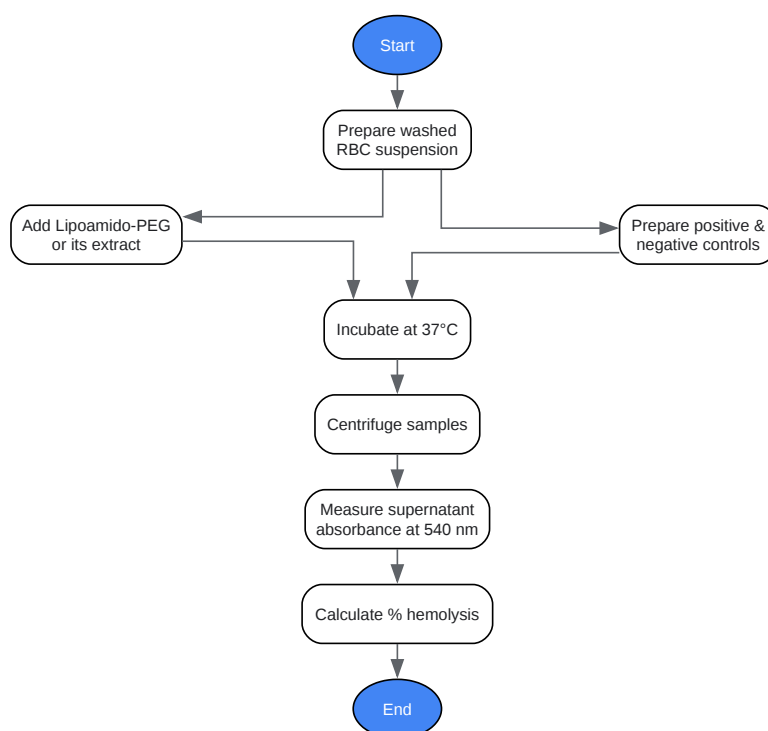 Start
Prepare washed
RBC suspension
Add Lipoamido-PEG
or its extract
Prepare positive &
negative controls
Incubate at 37°C
Centrifuge samples
Measure supernatant
absorbance at 540 nm
Calculate % hemolysis
End